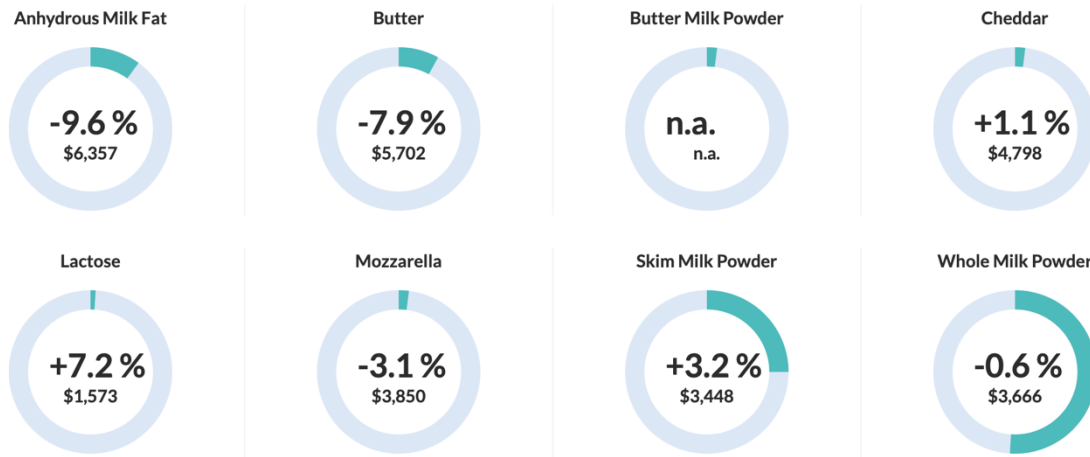 Anhydrous Milk Fat
-9.6 %
$6,357
Butter
-7.9 %
$5,702
Butter Milk Powder
n.a.
n.a.
Cheddar
+1.1 %
$4,798
Lactose
+7.2 %
$1,573
Mozzarella
-3.1 %
$3,850
Skim Milk Powder
+3.2 %
$3,448
Whole Milk Powder
-0.6 %
$3,666